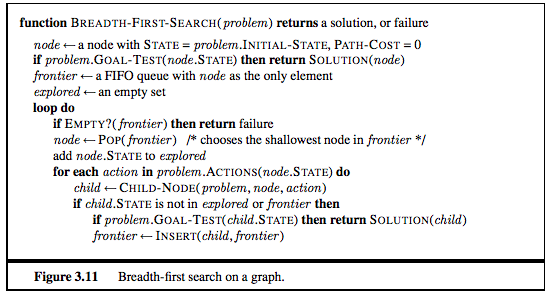 function BREADTH-FIRST-SEARCH(problem) returns a solution, or failure
node ← a node with STATE = problem.INITIAL-STATE, PATH-COST = 0
if problem.GOAL-TEST(node.STATE) then return SOLUTION(node)
frontier ← a FIFO queue with node as the only element
explored ← an empty set
loop do
if EMPTY?(frontier) then return failure
node ← POP(frontier) /* chooses the shallowest node in frontier */
add node.STATE to explored
for each action in problem.ACTIONS(node.STATE) do
child ← CHILD-NODE(problem, node, action)
if child.STATE is not in explored or frontier then
if problem.GOAL-TEST(child.STATE) then return SOLUTION(child)
frontier ← INSERT(child, frontier)
Figure 3.11 Breadth-first search on a graph.